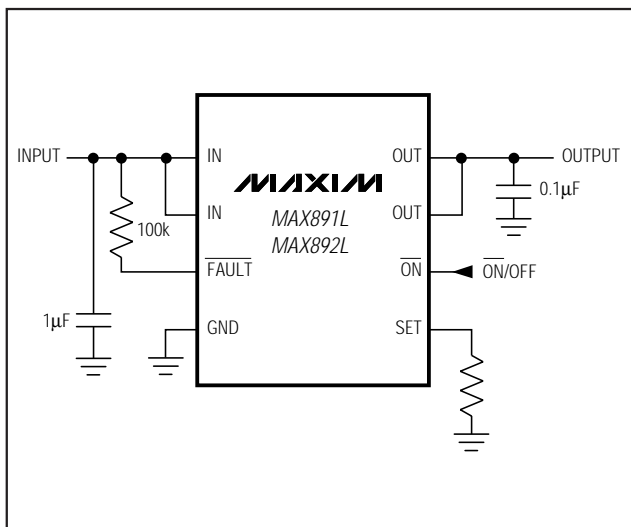 INPUT
IN
OUT
OUTPUT
MAXIM
0.1µF
IN
OUT
MAX891L
MAX892L
100k
FAULT
ON
ON/OFF
1µF
GND
SET